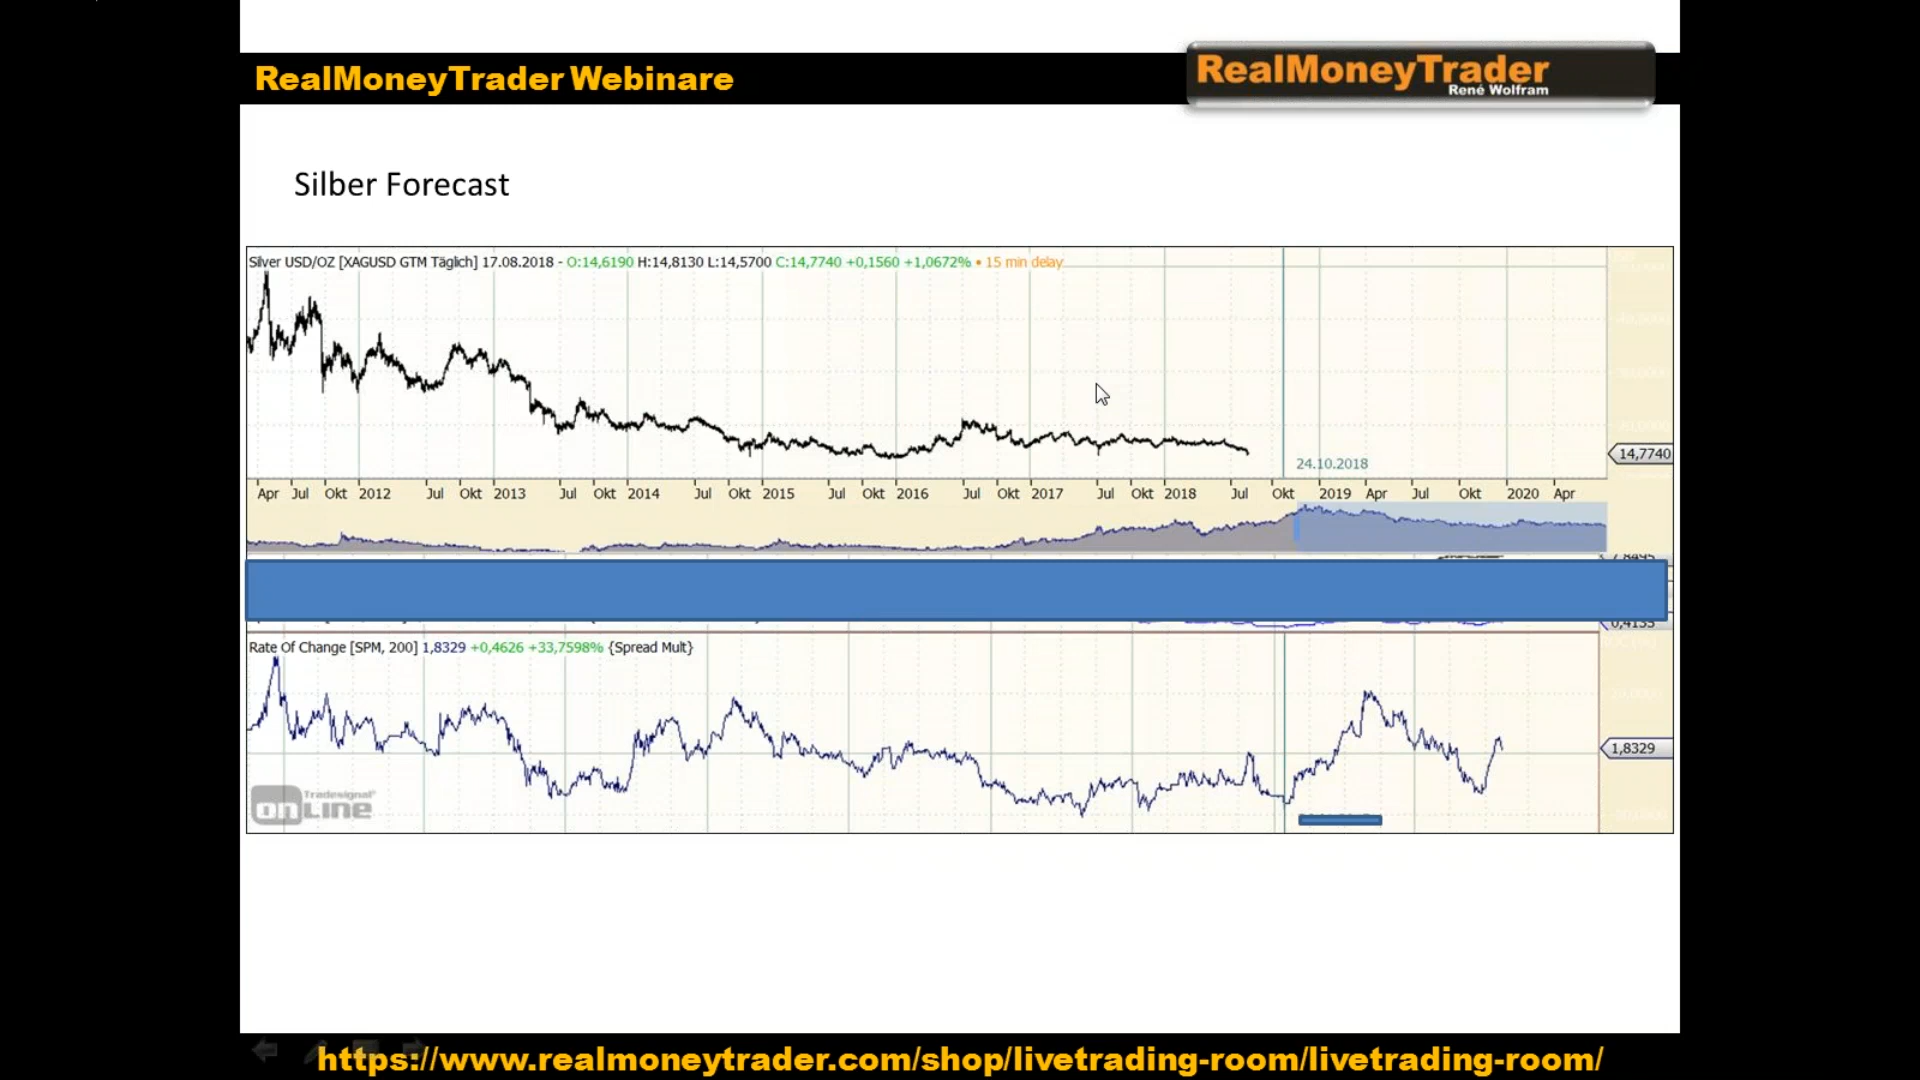 RealMoneyTrader Webinare
RealMoneyTrader
René Wolfram
Silber Forecast
Silver USD/OZ [XAGUSD GTM Täglich] 17.08.2018 - O:14,6190 H:14,8130 L:14,5700 C:14,7740 +0,1560 +1,0672% • 15 min delay
14,7740
24.10.2018
Apr Jul Okt 2012 Jul Okt 2013 Jul Okt 2014 Jul Okt 2015 Jul Okt 2016 Jul Okt 2017 Jul Okt 2018 Jul Okt 2019 Apr Jul Okt 2020 Apr
Rate Of Change [SPM, 200] 1,8329 +0,4626 +33,7598% {Spread Mult}
1,8329
Tradesignal®
onLine
https://www.realmoneytrader.com/shop/livetrading-room/livetrading-room/